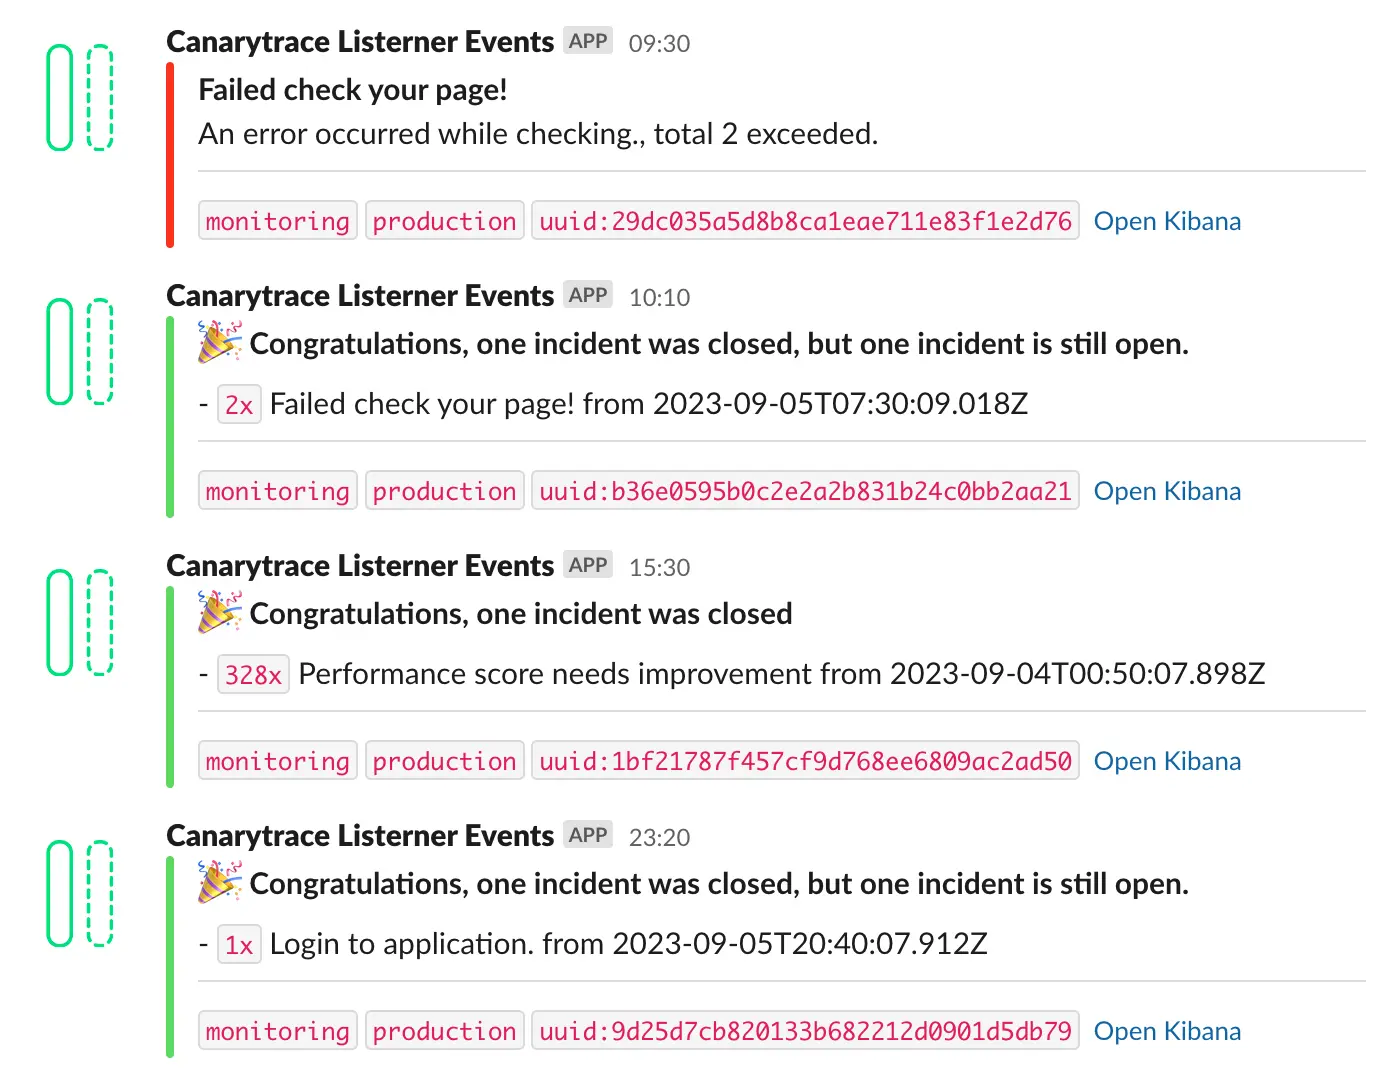 Canarytrace Listerner Events APP 09:30
Failed check your page!
An error occurred while checking., total 2 exceeded.
monitoring production uuid:29dc035a5d8b8ca1eae711e83f1e2d76 Open Kibana
Canarytrace Listerner Events APP 10:10
🎉 Congratulations, one incident was closed, but one incident is still open.
- 2x Failed check your page! from 2023-09-05T07:30:09.018Z
monitoring production uuid:b36e0595b0c2e2a2b831b24c0bb2aa21 Open Kibana
Canarytrace Listerner Events APP 15:30
🎉 Congratulations, one incident was closed
- 328x Performance score needs improvement from 2023-09-04T00:50:07.898Z
monitoring production uuid:1bf21787f457cf9d768ee6809ac2ad50 Open Kibana
Canarytrace Listerner Events APP 23:20
🎉 Congratulations, one incident was closed, but one incident is still open.
- 1x Login to application. from 2023-09-05T20:40:07.912Z
monitoring production uuid:9d25d7cb820133b682212d0901d5db79 Open Kibana